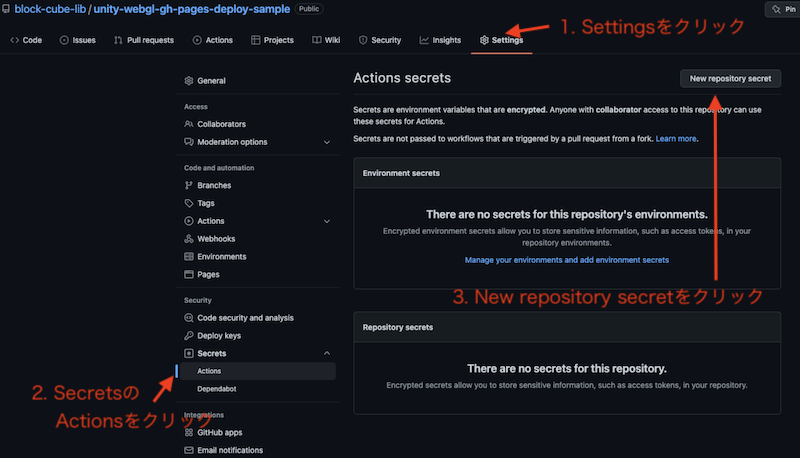 block-cube-lib / unity-webgl-gh-pages-deploy-sample Public
Pin
Code Issues Pull requests Actions Projects Wiki Security Insights Settings
1. Settingsをクリック
General
Access
Collaborators
Moderation options
Code and automation
Branches
Tags
Actions
Webhooks
Environments
Pages
Security
Code security and analysis
Deploy keys
Secrets
Actions
Dependabot
2. Secretsの
Actionsをクリック
Integrations
GitHub apps
Email notifications
Actions secrets
New repository secret
Secrets are environment variables that are encrypted. Anyone with collaborator access to this repository can use
these secrets for Actions.
Secrets are not passed to workflows that are triggered by a pull request from a fork. Learn more.
Environment secrets
There are no secrets for this repository's environments.
Encrypted environment secrets allow you to store sensitive information, such as access tokens, in your
repository environments.
Manage your environments and add environment secrets
3. New repository secretをクリック
Repository secrets
There are no secrets for this repository.
Encrypted secrets allow you to store sensitive information, such as access tokens, in your repository.